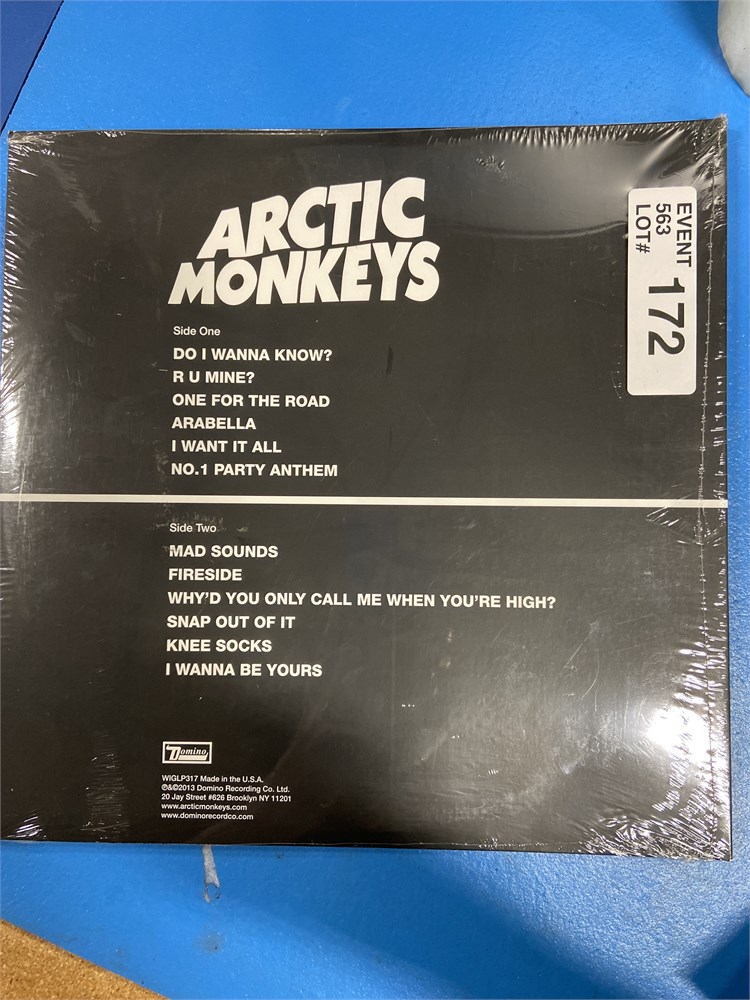 ARCTIC
MONKEYS
Side One
DO I WANNA KNOW?
R U MINE?
ONE FOR THE ROAD
ARABELLA
I WANT IT ALL
NO.1 PARTY ANTHEM
Side Two
MAD SOUNDS
FIRESIDE
WHY'D YOU ONLY CALL ME WHEN YOU'RE HIGH?
SNAP OUT OF IT
KNEE SOCKS
I WANNA BE YOURS
Domino
WIGLP317 Made in the U.S.A.
℗&©2013 Domino Recording Co. Ltd.
20 Jay Street #626 Brooklyn NY 11201
www.arcticmonkeys.com
www.dominorecordco.com
EVENT
563
LOT#
172